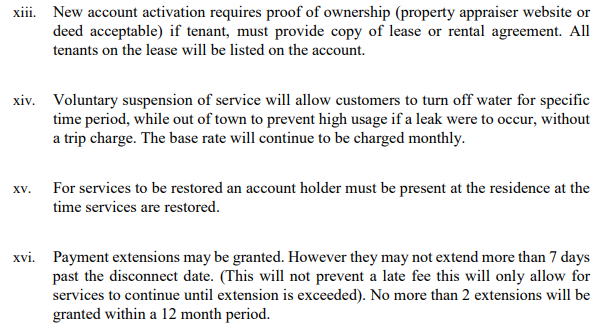 xiii. New account activation requires proof of ownership (property appraiser website or
deed acceptable) if tenant, must provide copy of lease or rental agreement. All
tenants on the lease will be listed on the account.
xiv. Voluntary suspension of service will allow customers to turn off water for specific
time period, while out of town to prevent high usage if a leak were to occur, without
a trip charge. The base rate will continue to be charged monthly.
xv. For services to be restored an account holder must be present at the residence at the
time services are restored.
xvi. Payment extensions may be granted. However they may not extend more than 7 days
past the disconnect date. (This will not prevent a late fee this will only allow for
services to continue until extension is exceeded). No more than 2 extensions will be
granted within a 12 month period.